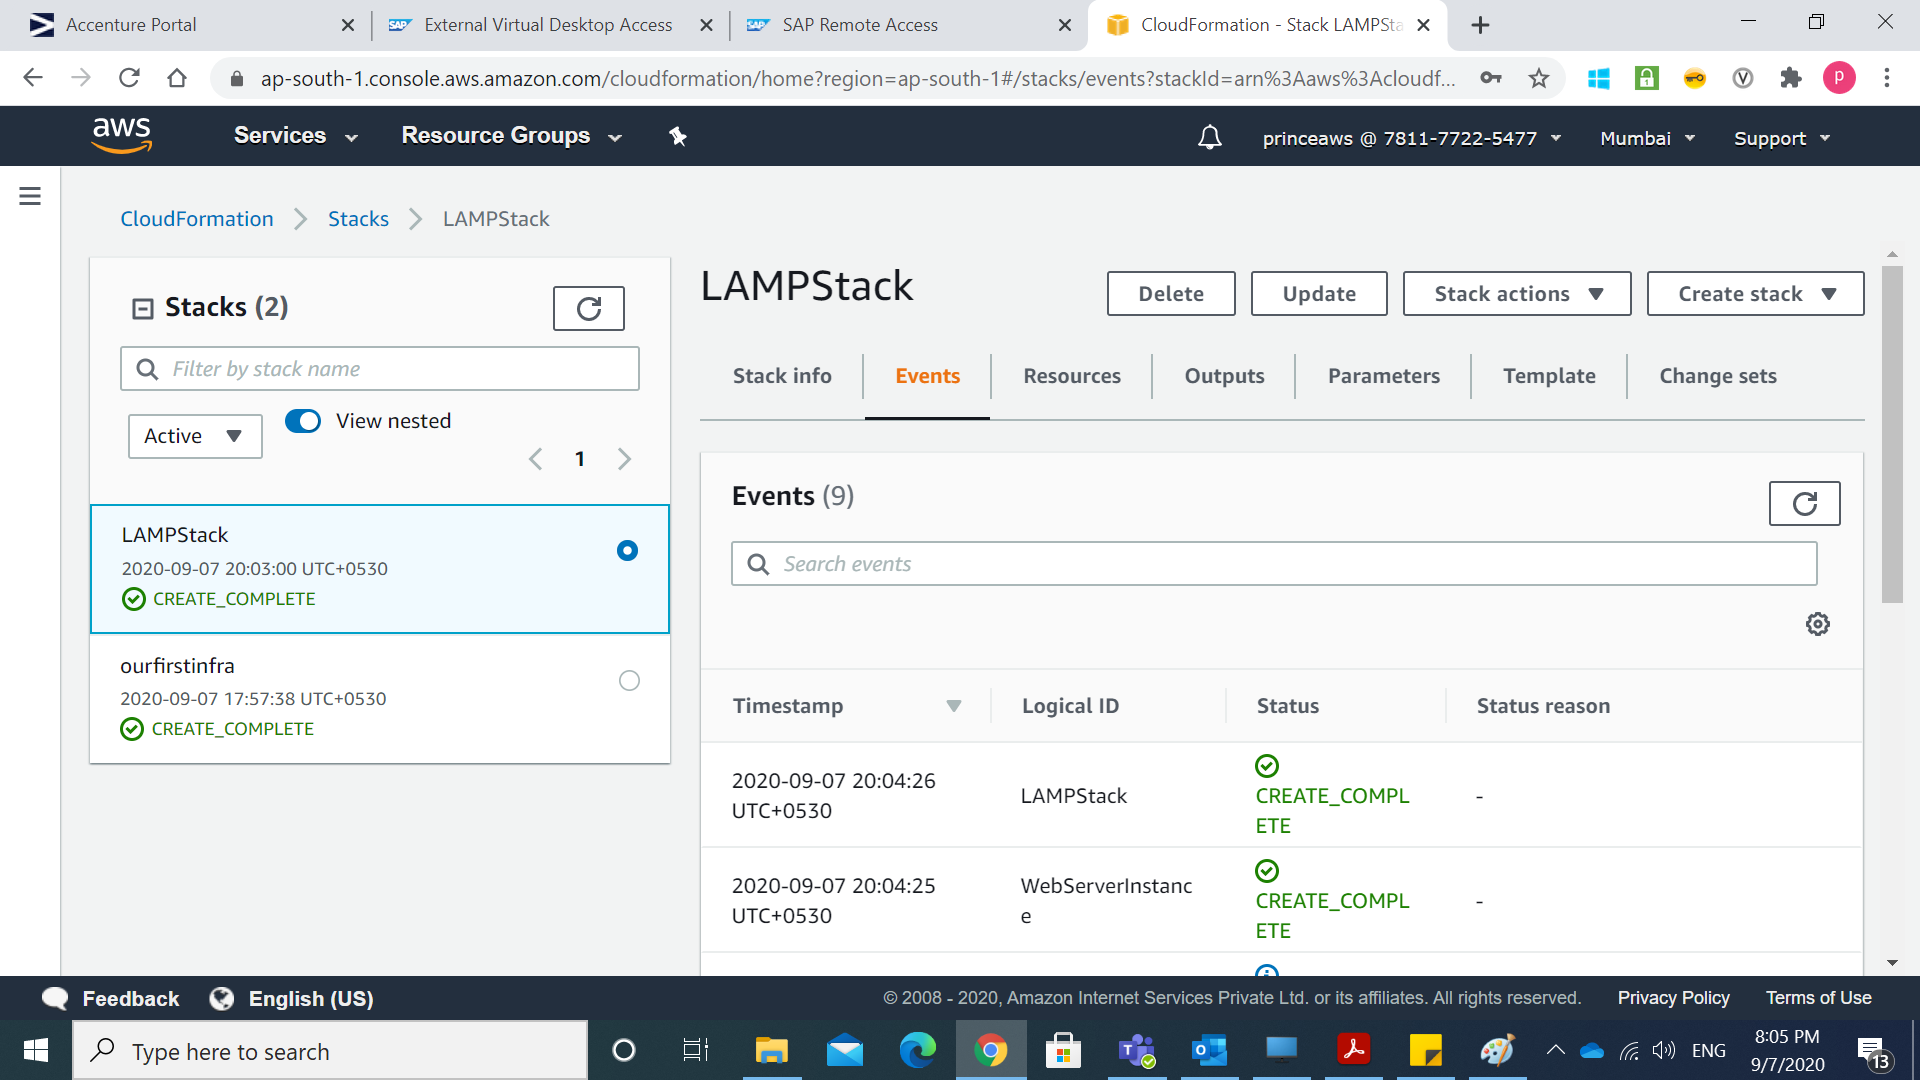 Accenture Portal
External Virtual Desktop Access
SAP Remote Access
CloudFormation - Stack LAMPSta
ap-south-1.console.aws.amazon.com/cloudformation/home?region=ap-south-1#/stacks/events?stackId=arn%3Aaws%3Acloudf...
p
aws
Services
Resource Groups
princeaws @ 7811-7722-5477
Mumbai
Support
CloudFormation
Stacks
LAMPStack
Stacks (2)
Filter by stack name
Active
View nested
1
LAMPStack
2020-09-07 20:03:00 UTC+0530
CREATE_COMPLETE
ourfirstinfra
2020-09-07 17:57:38 UTC+0530
CREATE_COMPLETE
LAMPStack
Delete
Update
Stack actions
Create stack
Stack info
Events
Resources
Outputs
Parameters
Template
Change sets
Events (9)
Search events
Timestamp
Logical ID
Status
Status reason
2020-09-07 20:04:26
UTC+0530
LAMPStack
CREATE_COMPL
ETE
-
2020-09-07 20:04:25
UTC+0530
WebServerInstanc
e
CREATE_COMPL
ETE
-
Feedback
English (US)
© 2008 - 2020, Amazon Internet Services Private Ltd. or its affiliates. All rights reserved.
Privacy Policy
Terms of Use
Type here to search
ENG
8:05 PM
9/7/2020
13